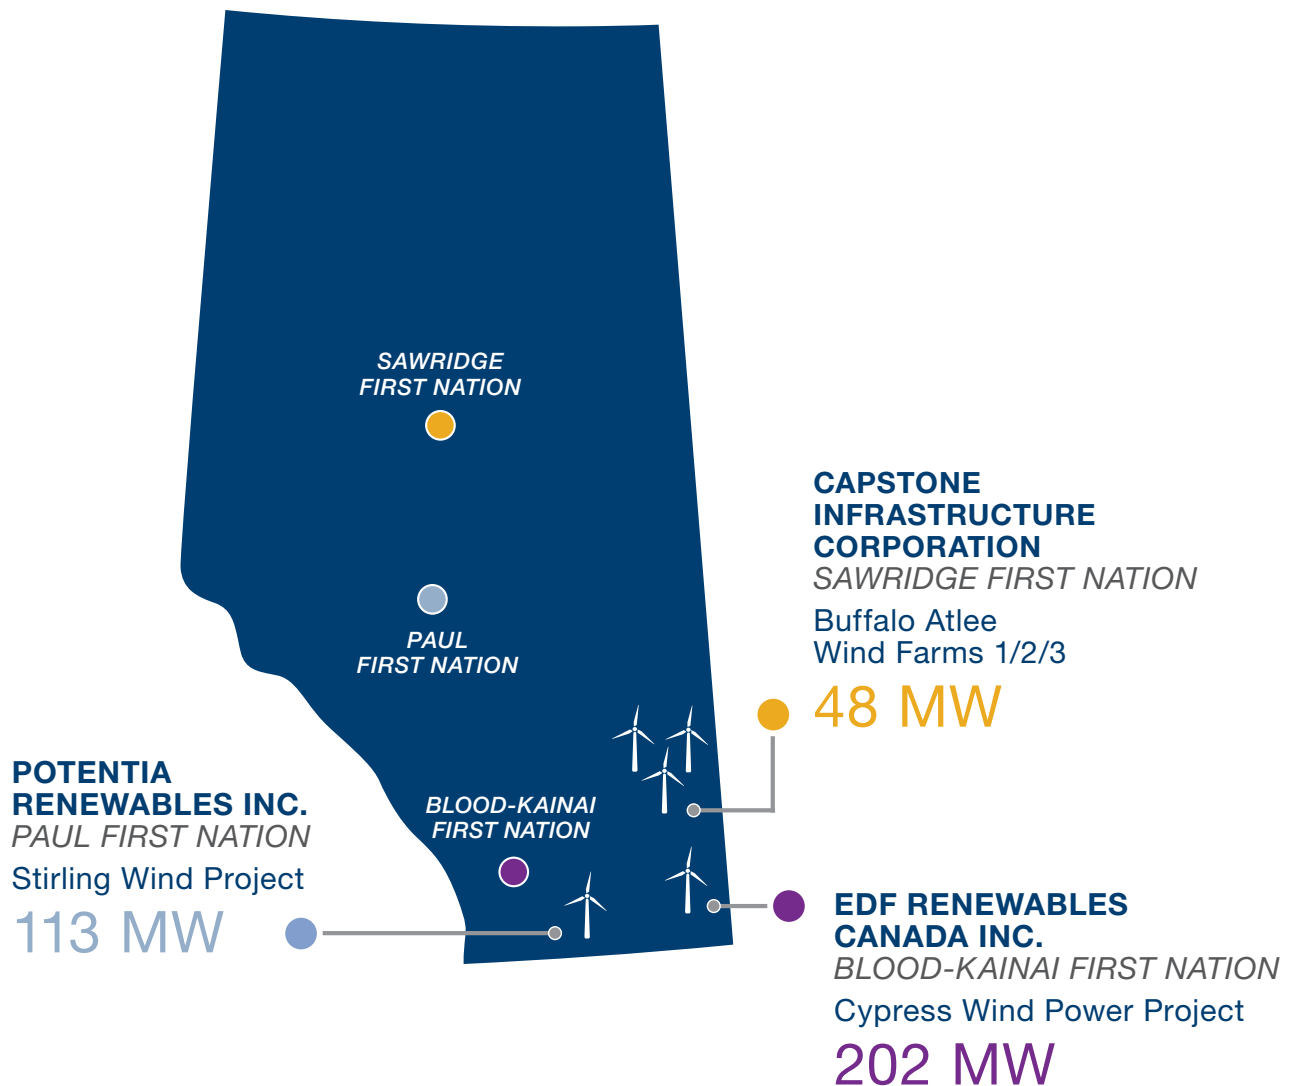 SAWRIDGE
FIRST NATION
PAUL
FIRST NATION
BLOOD-KAINAI
FIRST NATION
CAPSTONE
INFRASTRUCTURE
CORPORATION
SAWRIDGE FIRST NATION
Buffalo Atlee
Wind Farms 1/2/3
48 MW
POTENTIA
RENEWABLES INC.
PAUL FIRST NATION
Stirling Wind Project
113 MW
EDF RENEWABLES
CANADA INC.
BLOOD-KAINAI FIRST NATION
Cypress Wind Power Project
202 MW